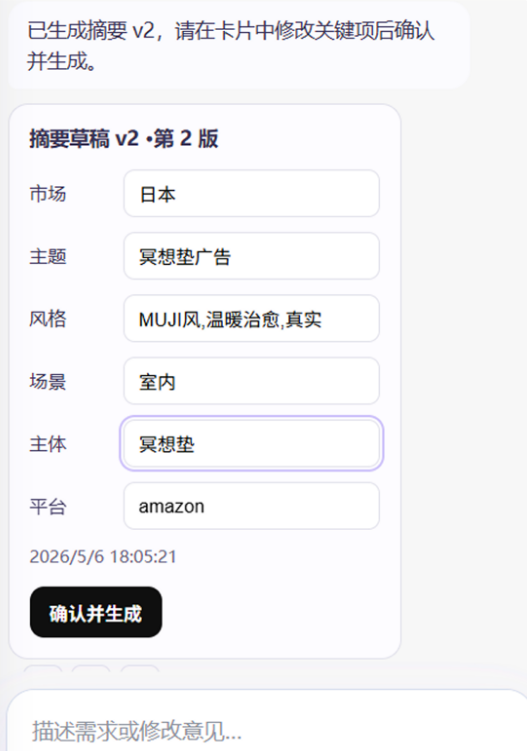 已生成摘要 v2，请在卡片中修改关键项后确认
并生成。
摘要草稿 v2 •第 2 版
市场 日本
主题 冥想垫广告
风格 MUJI风,温暖治愈,真实
场景 室内
主体 冥想垫
平台 amazon
2026/5/6 18:05:21
确认并生成
描述需求或修改意见...